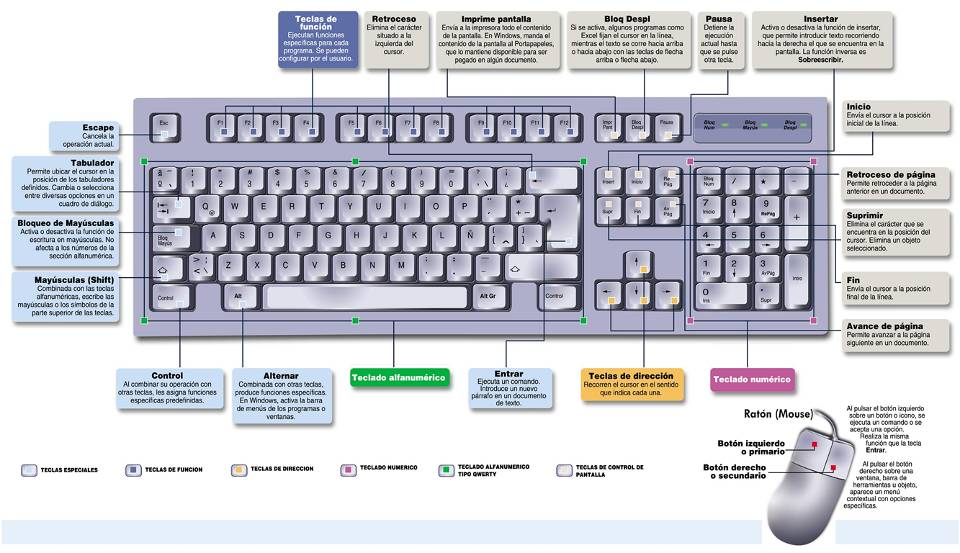 Teclas de
función
Ejecutan funciones
específicas para cada
programa. Se pueden
configurar por el usuario.
Retroceso
Elimina el carácter
situado a la
izquierda del
cursor.
Imprime pantalla
Envía a la impresora todo el contenido
de la pantalla. En Windows, manda el
contenido de la pantalla al Portapapeles,
que lo mantiene disponible para ser
pegado en algún documento.
Bloq Despl
Si se activa, algunos programas como
Excel fijan el cursor en la línea,
mientras el texto se corre hacia arriba
o hacia abajo con las teclas de flecha
arriba o flecha abajo.
Pausa
Detiene la
ejecución
actual hasta
que se pulse
otra tecla.
Insertar
Activa o desactiva la función de insertar,
que permite introducir texto recorriendo
hacia la derecha el que se encuentra en la
pantalla. La función inversa es
Sobreescribir.
Escape
Cancela la
operación actual.
Tabulador
Permite ubicar el cursor en la
posición de los tabuladores
definidos. Cambia o selecciona
entre diversas opciones en un
cuadro de diálogo.
Bloqueo de Mayúsculas
Activa o desactiva la función de
escritura en mayúsculas. No
afecta a los números de la
sección alfanumérica.
Mayúsculas (Shift)
Combinada con las teclas
alfanuméricas, escribe las
mayúsculas o los símbolos de la
parte superior de las teclas.
Esc
F1 F2 F3 F4 F5 F6 F7 F8 F9 F10 F11 F12
Impr
Pant
Bloq
Despl
Pausa
Bloq
Num
Bloq
Mayús
Bloq
Despl
1 2 3 4 5 6 7 8 9 0
Q W E R T Y U I O P
Bloq
Mayús
A S D F G H J K L Ñ
Z X C V B N M
Control
Alt
Alt Gr
Control
Insert
Inicio
Re
Pág
Supr
Fin
Av
Pág
Bloq
Num
/ * -
7 8 9
Inicio
RePág
+
4 5 6
1 2 3
Fin
AvPág
Intro
0
Ins
Supr
Inicio
Envía el cursor a la posición
inicial de la línea.
Retroceso de página
Permite retroceder a la página
anterior en un documento.
Suprimir
Elimina el carácter que se
encuentra en la posición del
cursor. Elimina un objeto
seleccionado.
Fin
Envía el cursor a la posición
final de la línea.
Avance de página
Permite avanzar a la página
siguiente en un documento.
Control
Al combinar su operación con
otras teclas, les asigna funciones
específicas predefinidas.
Alternar
Combinada con otras teclas,
produce funciones específicas.
En Windows, activa la barra
de menús de los programas o
ventanas.
Teclado alfanumérico
Entrar
Ejecuta un comando.
Introduce un nuevo
párrafo en un documento
de texto.
Teclas de dirección
Recorren el cursor en el sentido
que indica cada una.
Teclado numérico
Ratón (Mouse)
Botón izquierdo
o primario
Botón derecho
o secundario
Al pulsar el botón izquierdo
sobre un botón o icono, se
ejecuta un comando o se
acepta una opción.
Realiza la misma
función que la tecla
Entrar.
Al pulsar el botón
derecho sobre una
ventana, barra de
herramientas u objeto,
aparece un menú
contextual con opciones
específicas.
TECLAS ESPECIALES
TECLAS DE FUNCION
TECLAS DE DIRECCION
TECLADO NUMERICO
TECLADO ALFANUMERICO
TIPO QWERTY
TECLAS DE CONTROL DE
PANTALLA